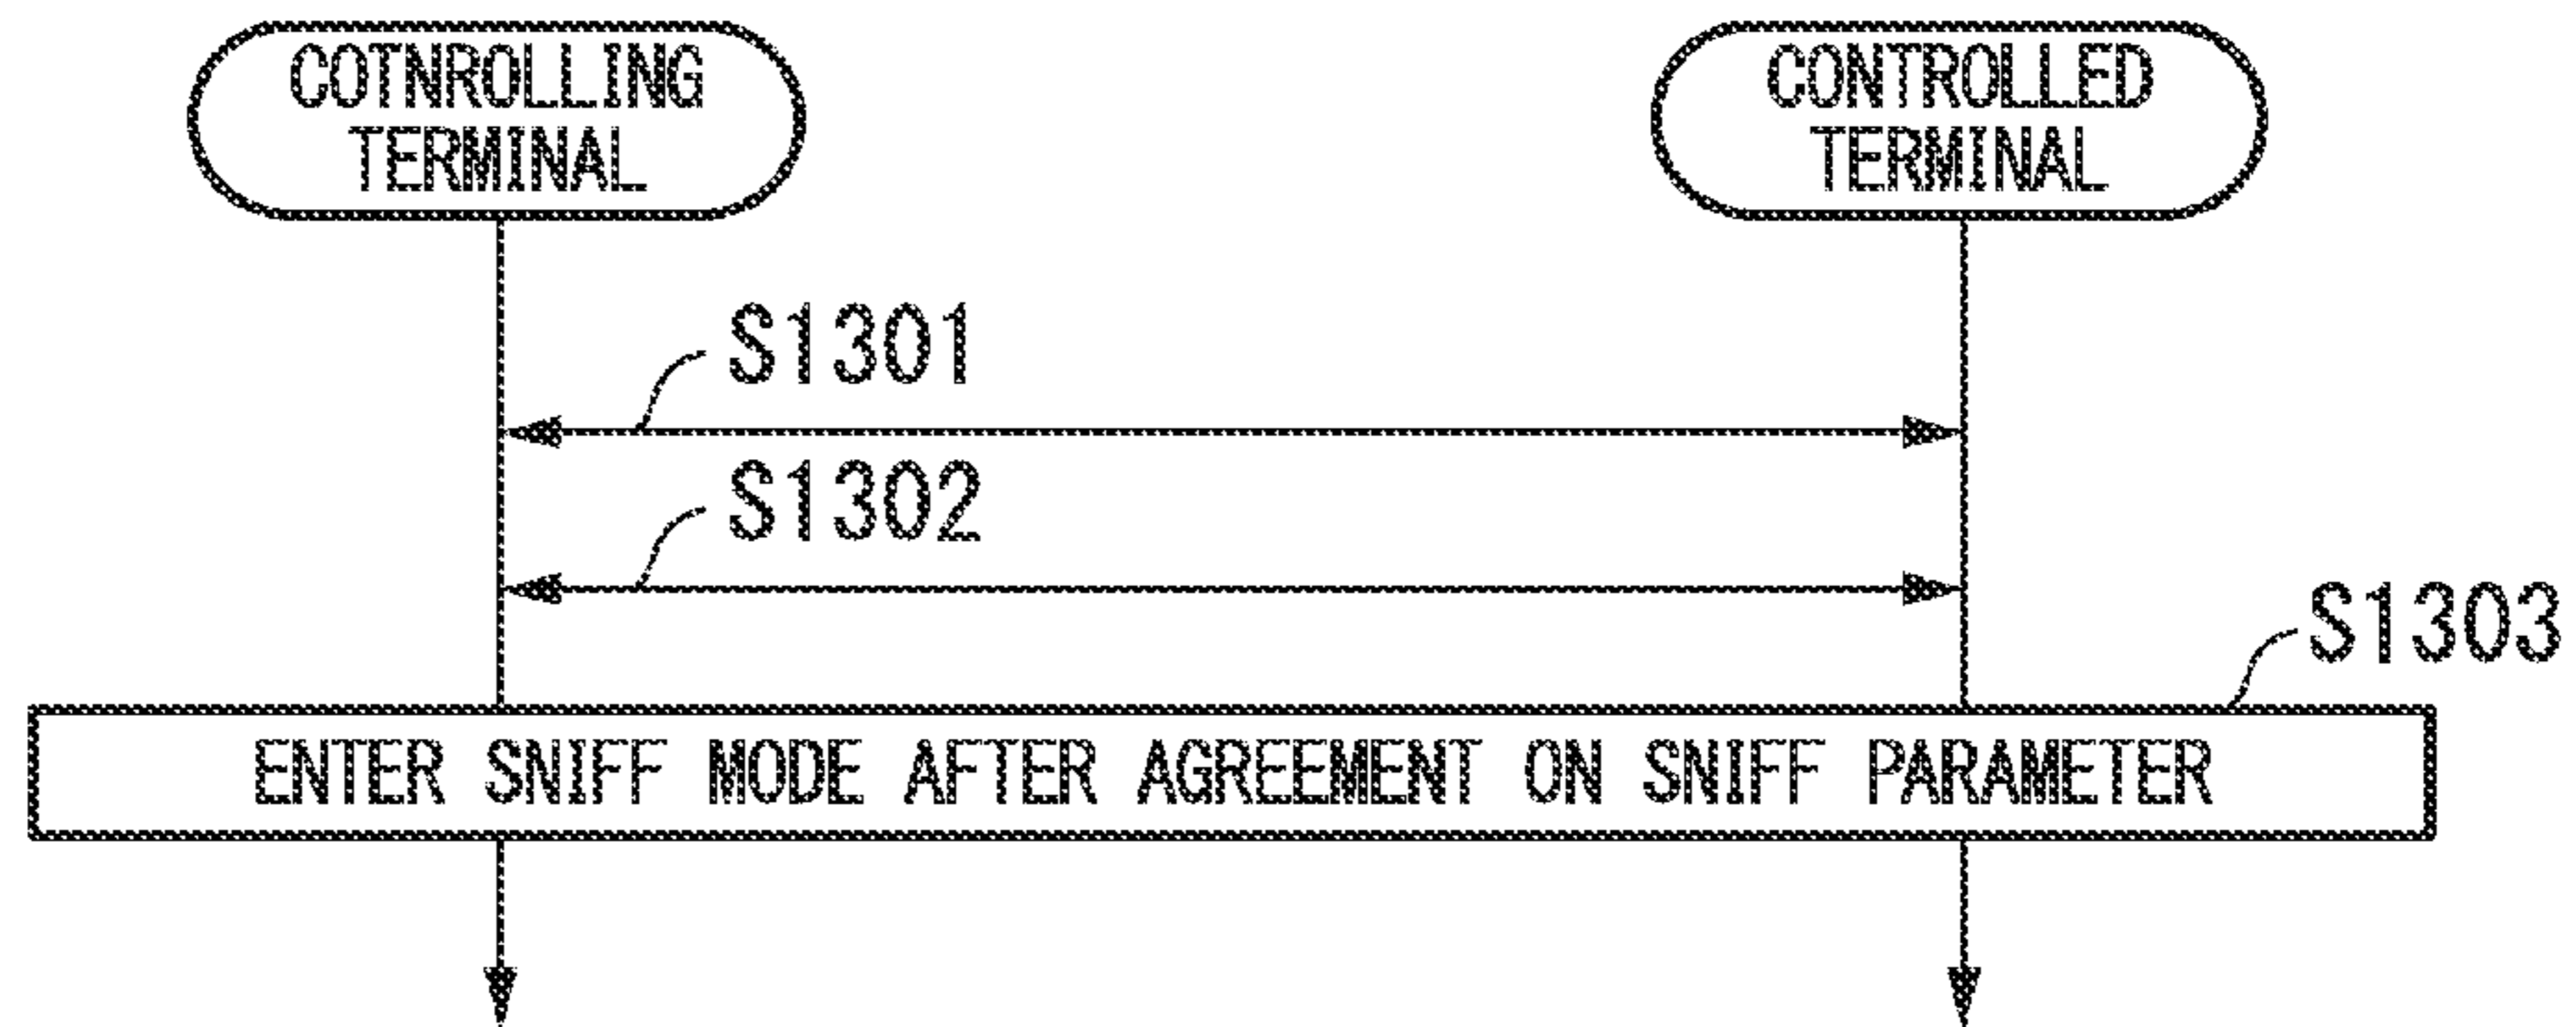 COTNROLLING
TERMINAL
CONTROLLED
TERMINAL
S1301
S1302
S1303
ENTER SNIFF MODE AFTER AGREEMENT ON SNIFF PARAMETER